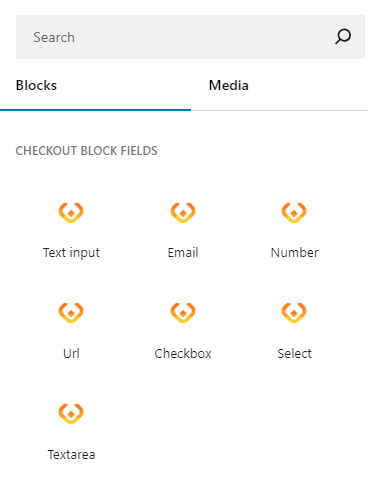 Search
Blocks Media
CHECKOUT BLOCK FIELDS
Text input Email Number
Url Checkbox Select
Textarea